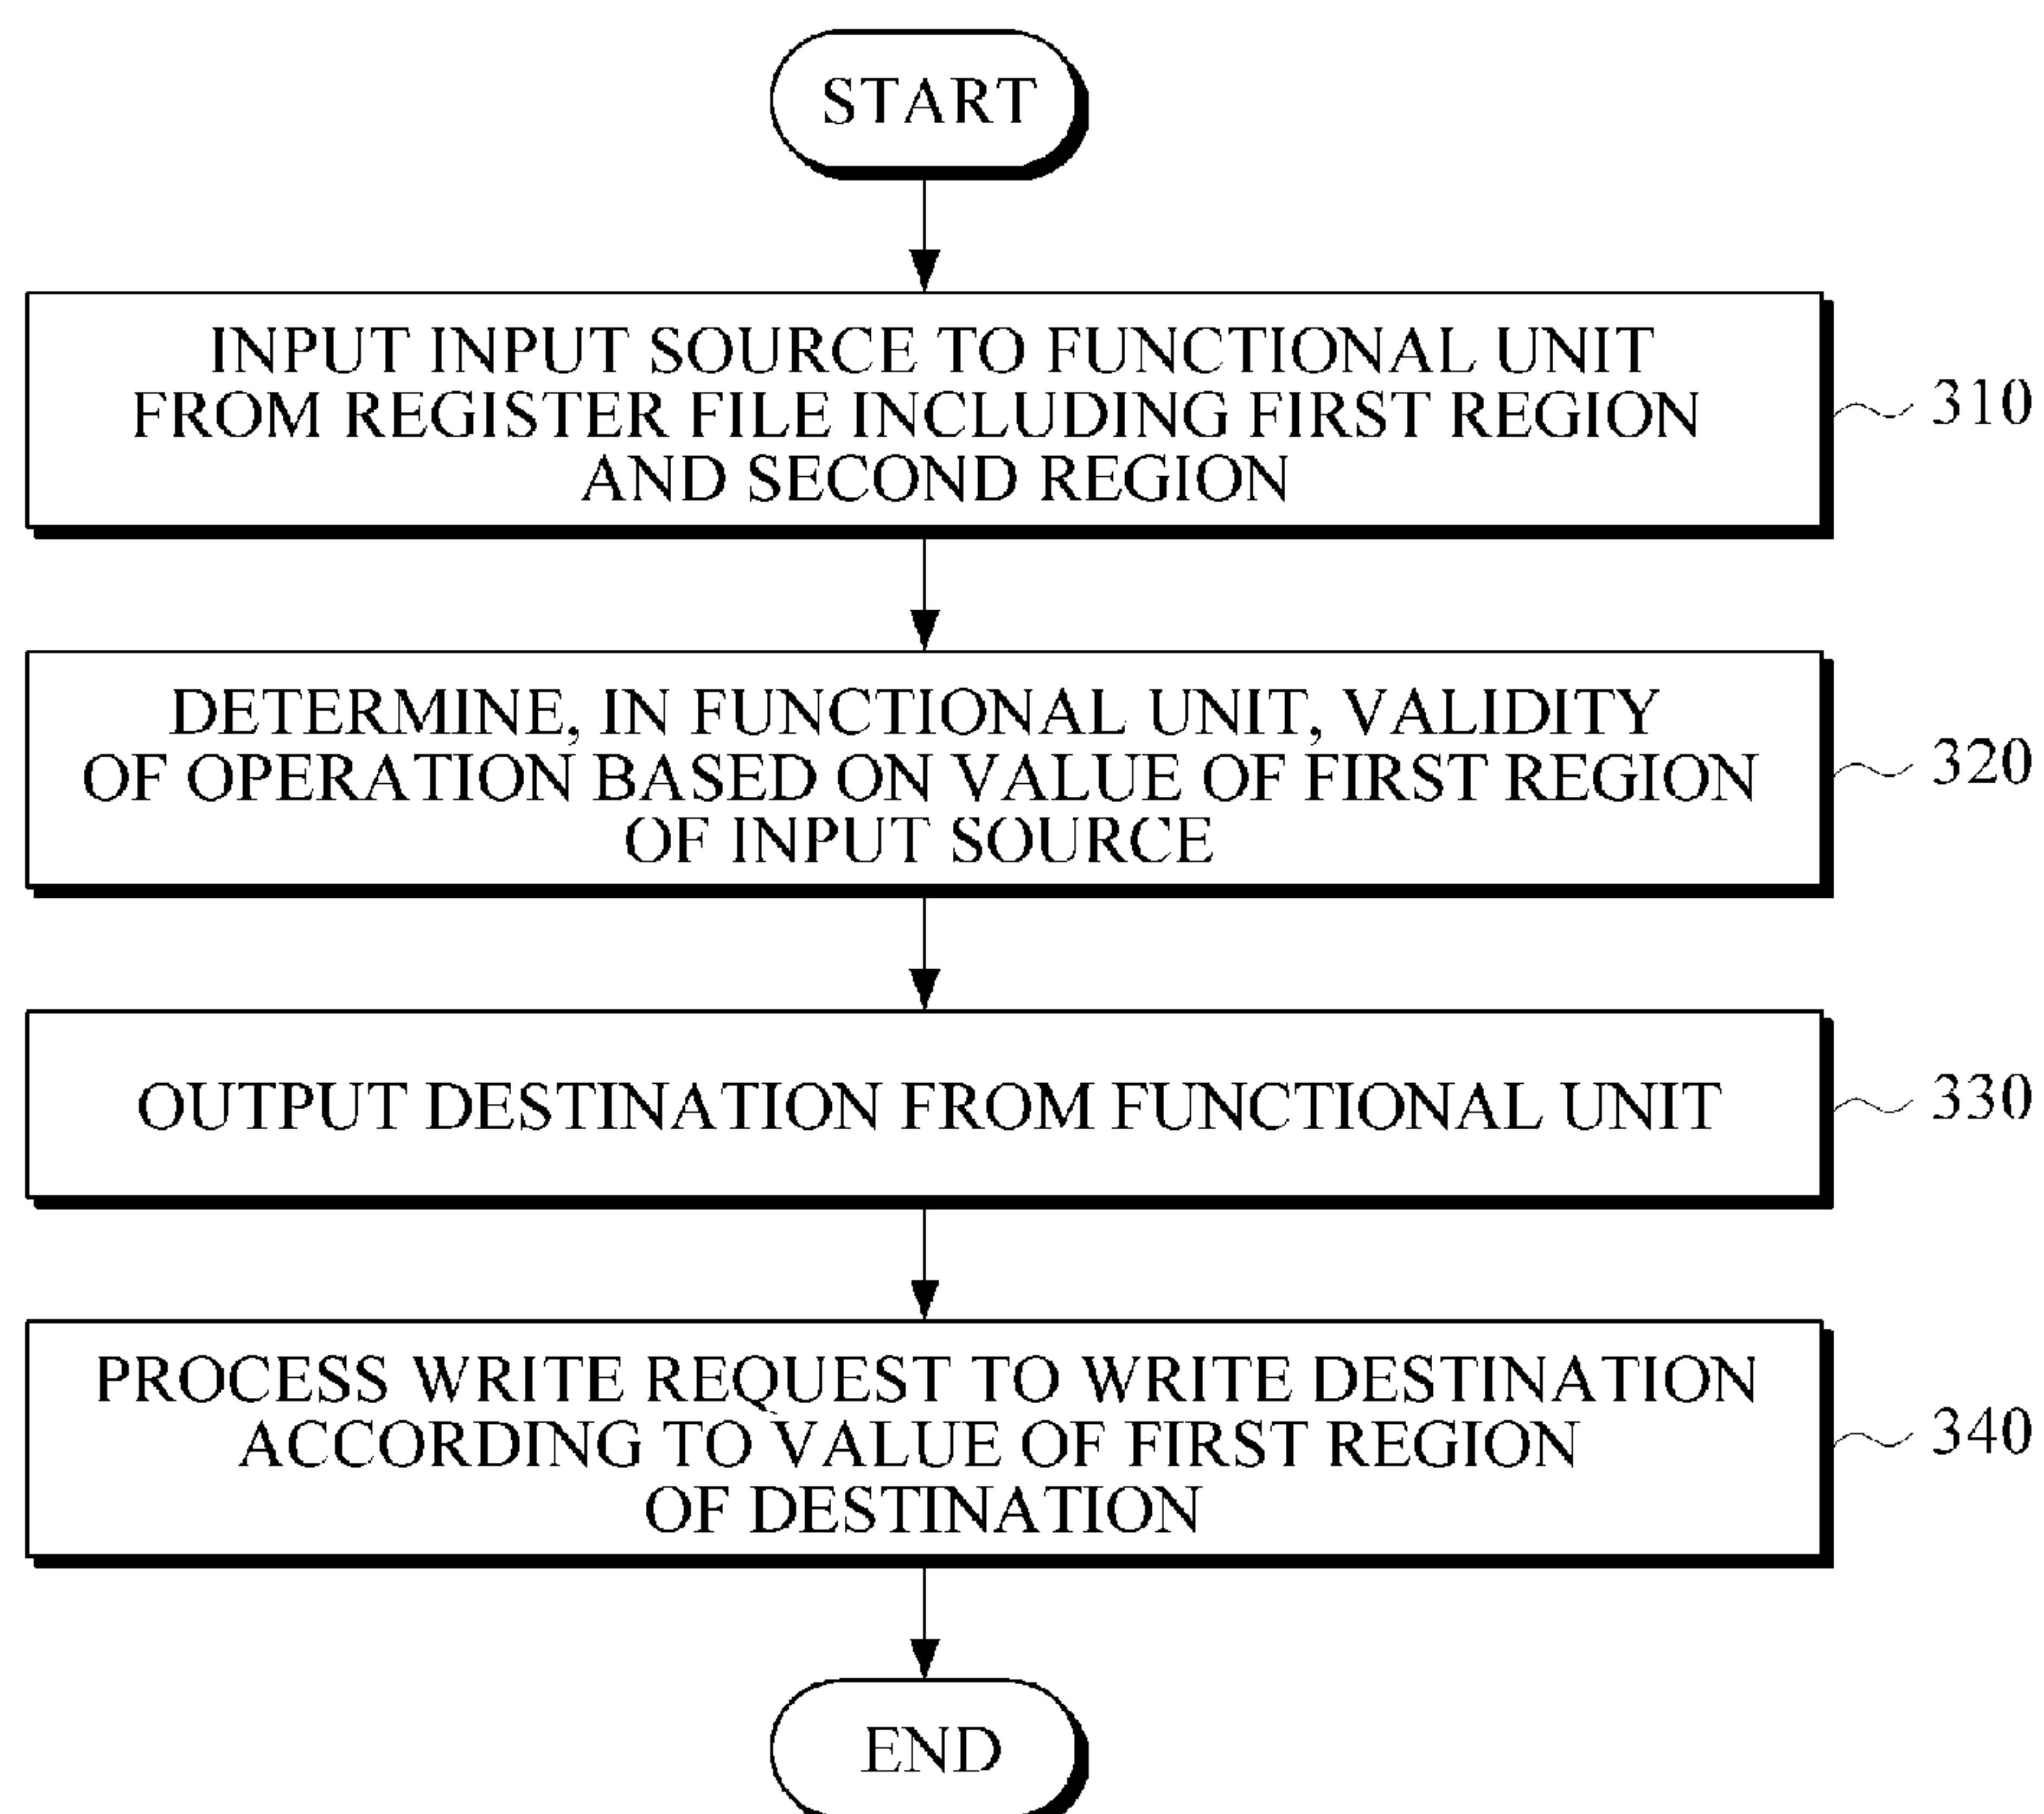 START
INPUT INPUT SOURCE TO FUNCTIONAL UNIT
FROM REGISTER FILE INCLUDING FIRST REGION
AND SECOND REGION
310
DETERMINE, IN FUNCTIONAL UNIT, VALIDITY
OF OPERATION BASED ON VALUE OF FIRST REGION
OF INPUT SOURCE
320
OUTPUT DESTINATION FROM FUNCTIONAL UNIT
330
PROCESS WRITE REQUEST TO WRITE DESTINATION
ACCORDING TO VALUE OF FIRST REGION
OF DESTINATION
340
END